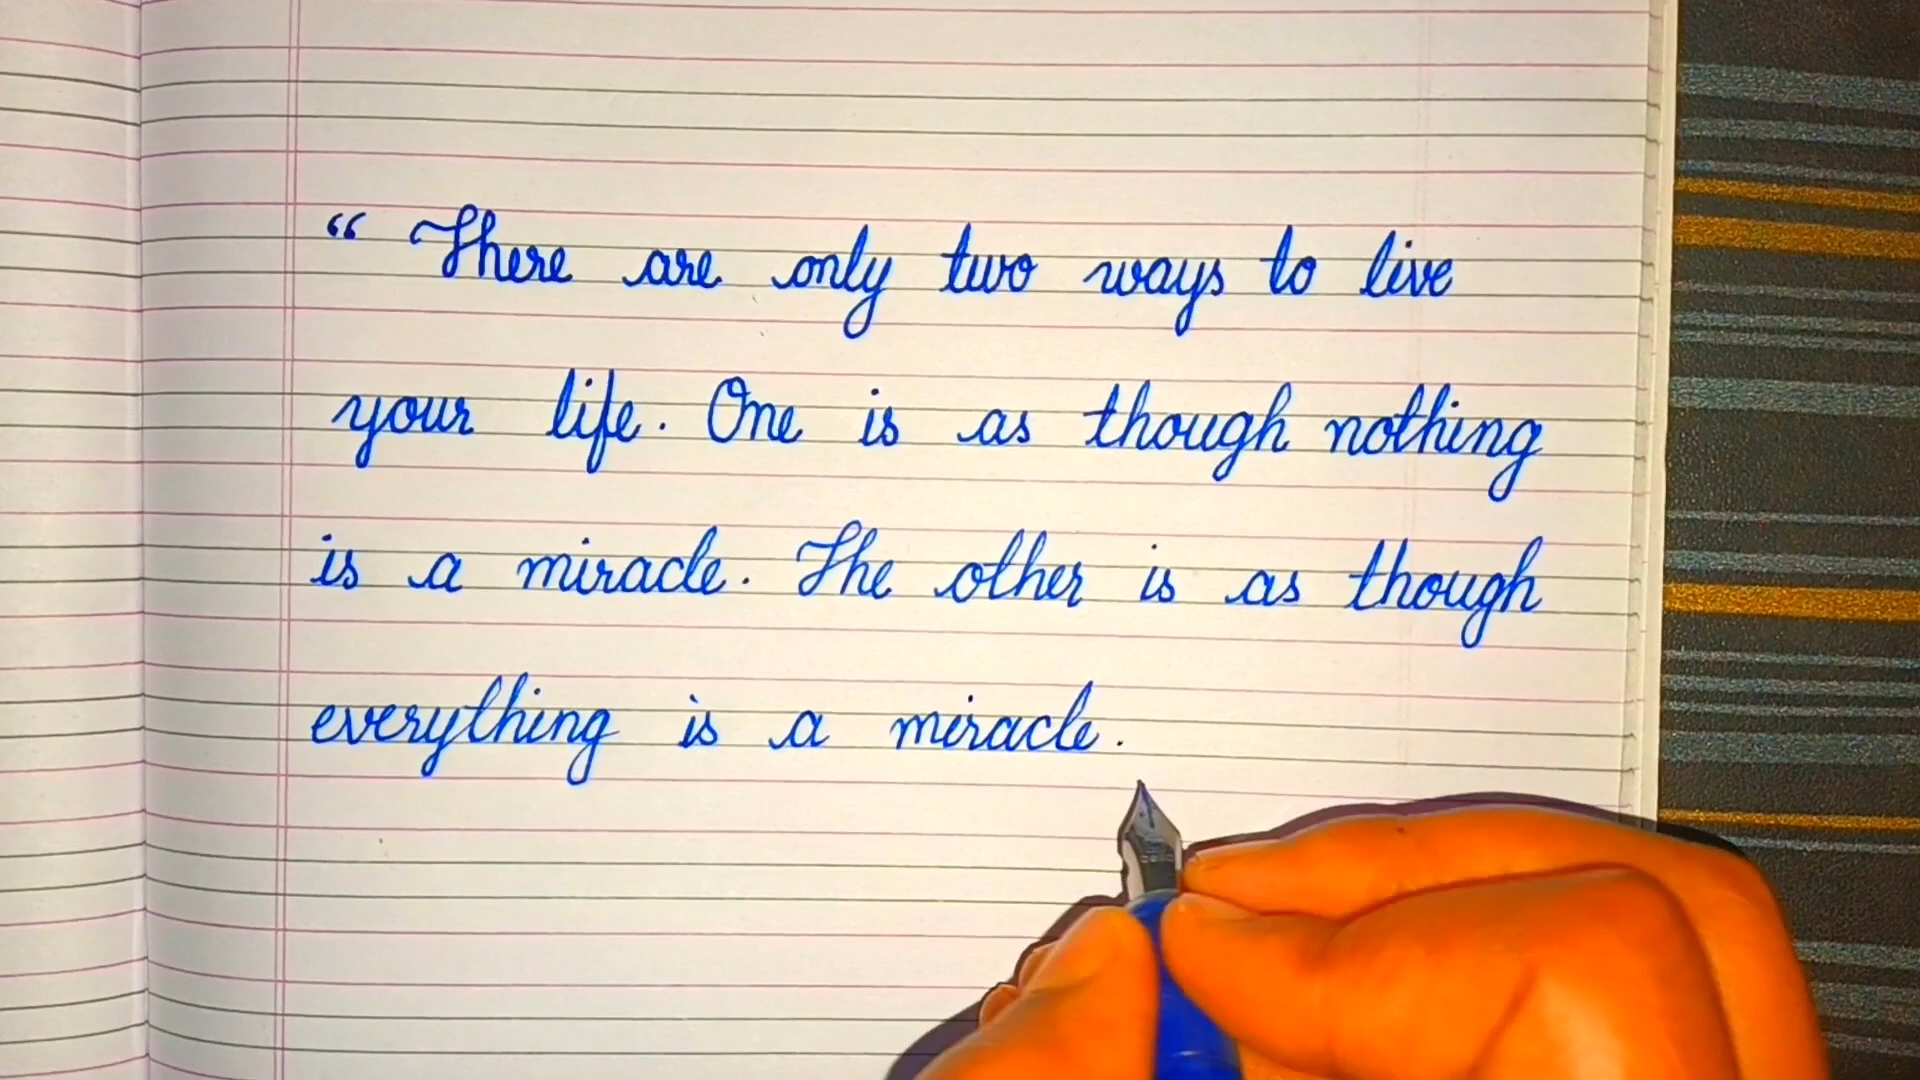 “ There are only two ways to live
your life. One is as though nothing
is a miracle. The other is as though
everything is a miracle.